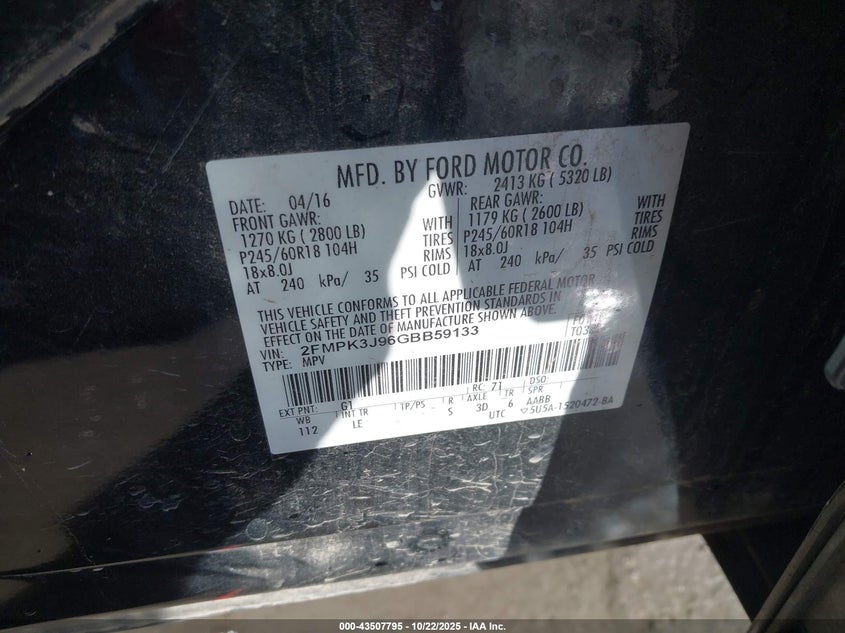 MFD. BY FORD MOTOR CO.
DATE: 04/16
GVWR: 2413 KG ( 5320 LB)
FRONT GAWR:
1270 KG ( 2800 LB) WITH
P245/60R18 104H TIRES
18x8.0J RIMS
AT 240 kPa/ 35 PSI COLD
REAR GAWR:
1179 KG ( 2600 LB) WITH
P245/60R18 104H TIRES
18x8.0J RIMS
AT 240 kPa/ 35 PSI COLD
THIS VEHICLE CONFORMS TO ALL APPLICABLE FEDERAL MOTOR
VEHICLE SAFETY AND THEFT PREVENTION STANDARDS IN
EFFECT ON THE DATE OF MANUFACTURE SHOWN ABOVE.
VIN: 2FMPK3J96GBB59133
TYPE: MPV
EXT PNT: G1 RC: 71 DSO:
WB INT TR TP/PS R AXLE TR SPR
112 LE S 3D 6 AABB
UTC ▽5U5A-1520472-BA
000-43507795 - 10/22/2025 - IAA Inc.